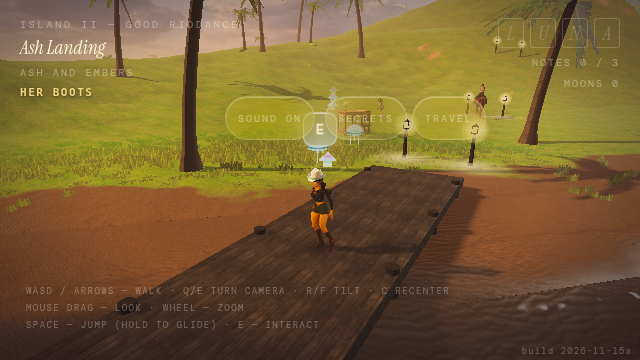 ISLAND II — GOOD RIDDANCE
Ash Landing
ASH AND EMBERS
HER BOOTS
LUNA
NOTES 0 / 3
MOONS 0
SOUND ON
SECRETS
TRAVEL
E
WASD / ARROWS — WALK · Q/E TURN CAMERA · R/F TILT · C RECENTER
MOUSE DRAG — LOOK · WHEEL — ZOOM
SPACE — JUMP (HOLD TO GLIDE) · E — INTERACT
build 2026-11-15a